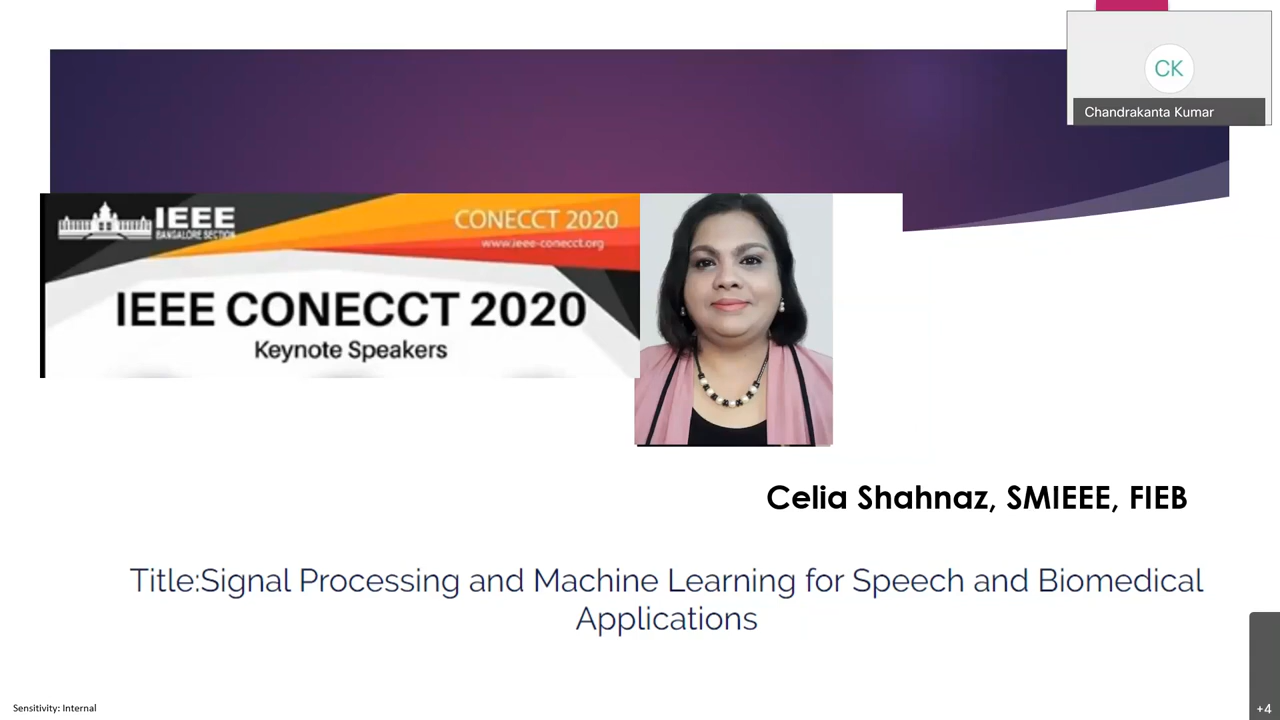 CK
Chandrakanta Kumar
IEEE
BANGALORE SECTION
CONECCT 2020
www.ieee-conecct.org
IEEE CONECCT 2020
Keynote Speakers
Celia Shahnaz, SMIEEE, FIEB
Title:Signal Processing and Machine Learning for Speech and Biomedical
Applications
Sensitivity: Internal
+4